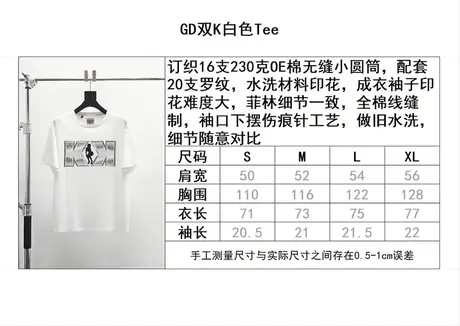 GD双K白色Tee
订织16支230克OE棉无缝小圆筒，配套
20支罗纹，水洗材料印花，成衣袖子印
花难度大，菲林细节一致，全棉线缝
制，袖口下摆伤痕针工艺，做旧水洗，
细节随意对比
尺码 S M L XL
肩宽 50 52 54 56
胸围 110 116 122 128
衣长 71 73 75 77
袖长 20.5 21 21.5 22
手工测量尺寸与实际尺寸之间存在0.5-1cm误差